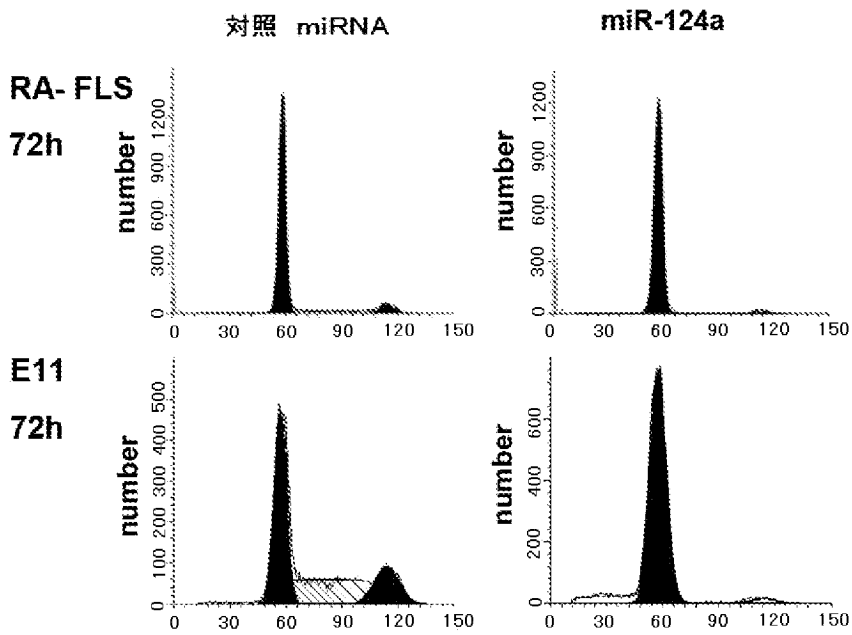 対照 miRNA
miR-124a
RA- FLS
72h
number
0 300 600 900 1200
0 30 60 90 120 150
number
0 300 600 900 1200
0 30 60 90 120 150
E11
72h
number
0 100 200 300 400 500
0 30 60 90 120 150
number
0 200 400 600
0 30 60 90 120 150